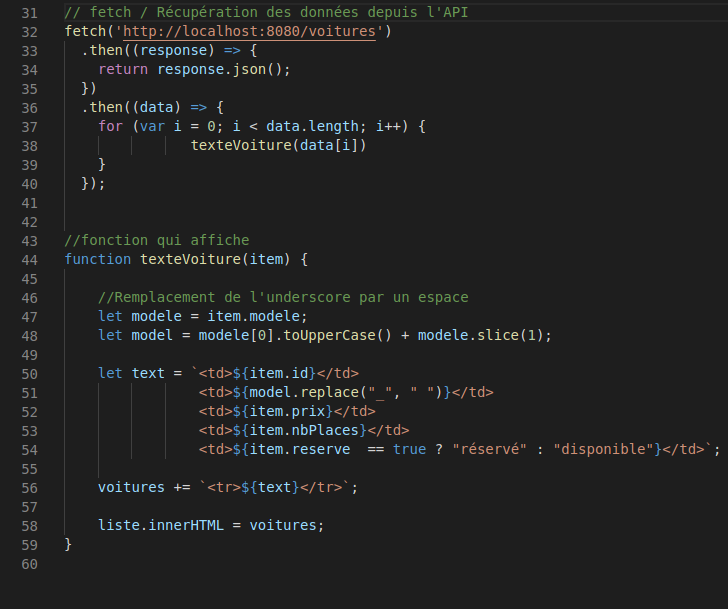 31 // fetch / Récupération des données depuis l'API
32 fetch('http://localhost:8080/voitures')
33   .then((response) => {
34     return response.json();
35   })
36   .then((data) => {
37     for (var i = 0; i < data.length; i++) {
38                texteVoiture(data[i])
39     }
40   });
41
42
43 //fonction qui affiche
44 function texteVoiture(item) {
45
46     //Remplacement de l'underscore par un espace
47     let modele = item.modele;
48     let model = modele[0].toUpperCase() + modele.slice(1);
49
50     let text = `<td>${item.id}</td>
51                 <td>${model.replace("_", " ")}</td>
52                 <td>${item.prix}</td>
53                 <td>${item.nbPlaces}</td>
54                 <td>${item.reserve  == true ? "réservé" : "disponible"}</td>`;
55
56     voitures += `<tr>${text}</tr>`;
57
58     liste.innerHTML = voitures;
59 }
60